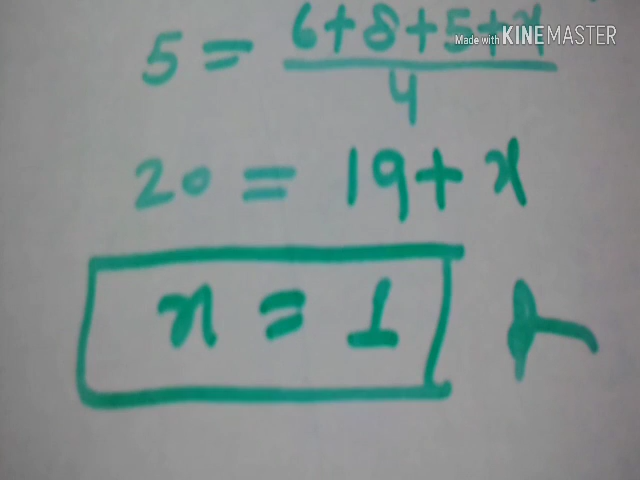 5 = 6+8+5+x
Made with KINEMASTER
4
20 = 19+x
x = 1